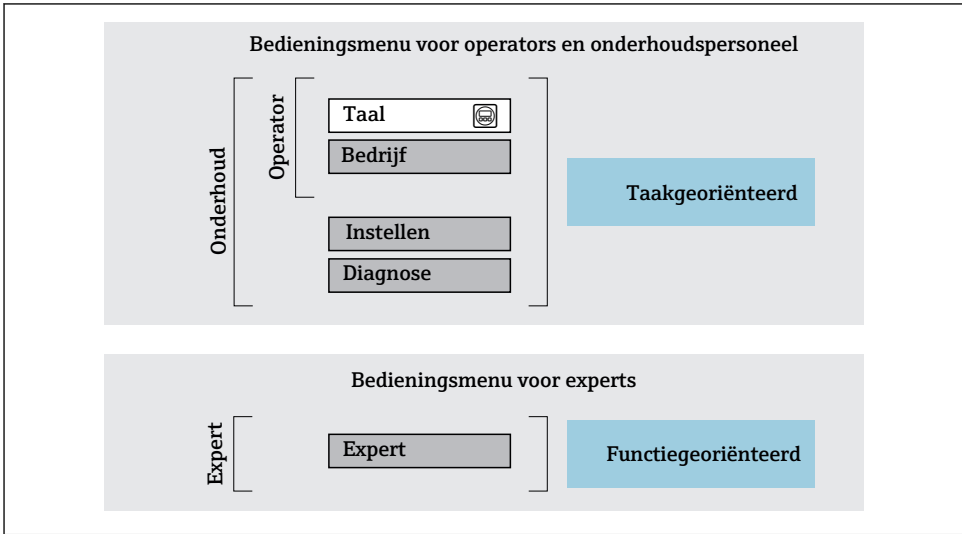 Bedieningsmenu voor operators en onderhoudspersoneel
Onderhoud
Operator
Taal
Bedrijf
Instellen
Diagnose
Taakgeoriënteerd
Bedieningsmenu voor experts
Expert
Expert
Functiegeoriënteerd